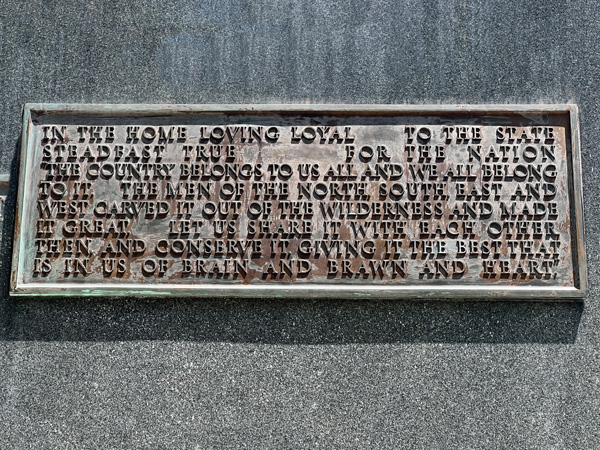 IN THE HOME LOVING LOYAL TO THE STATE
STEADFAST TRUE FOR THE NATION
THE COUNTRY BELONGS TO US ALL AND WE ALL BELONG
TO IT THE MEN OF THE NORTH SOUTH EAST AND
WEST CARVED IT OUT OF THE WILDERNESS AND MADE
IT GREAT LET US SHARE IT WITH EACH OTHER
THEN AND CONSERVE IT GIVING IT THE BEST THAT
IS IN US OF BRAIN AND BRAWN AND HEART.